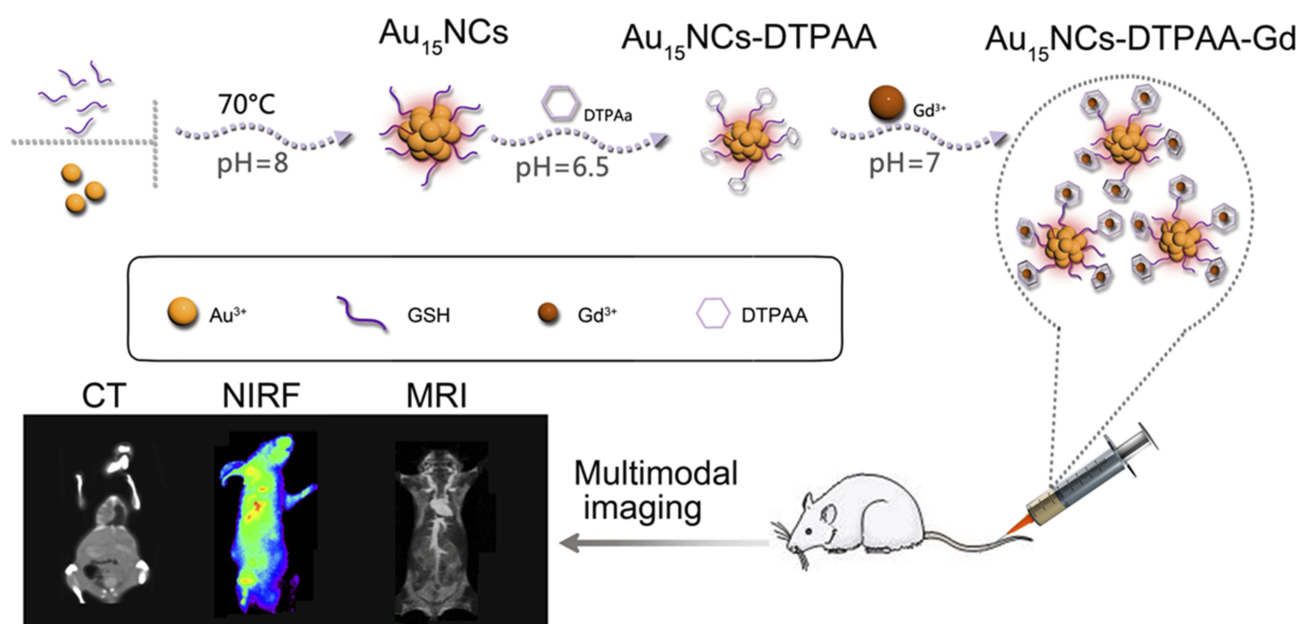 Au₁₅NCs
Au₁₅NCs-DTPAA
Au₁₅NCs-DTPAA-Gd
70°C
pH=8
DTPAa
pH=6.5
Gd³⁺
pH=7
Au³⁺
GSH
Gd³⁺
DTPAA
CT
NIRF
MRI
Multimodal
imaging